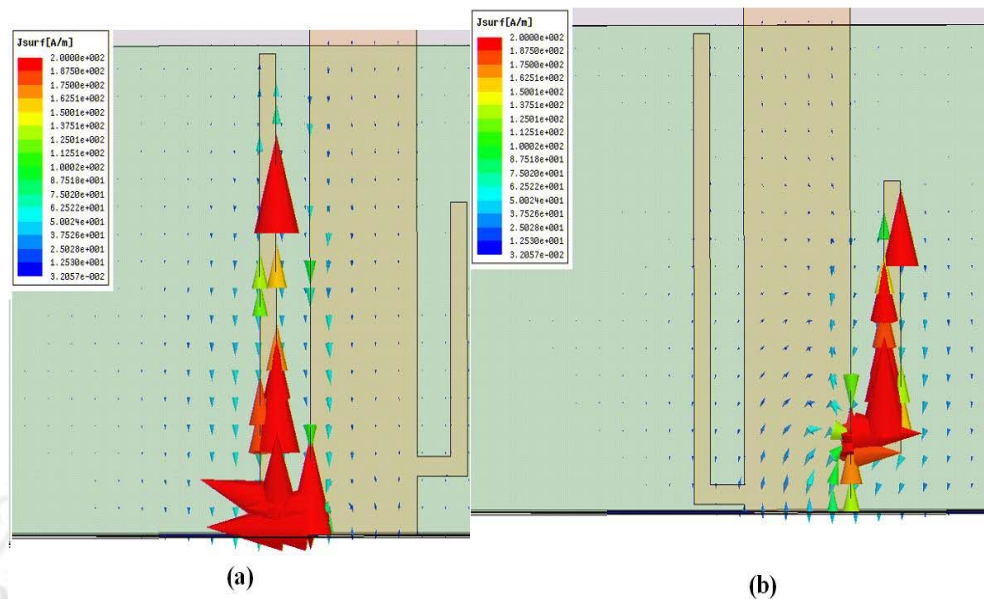 Jsurf[A/m]
2.0000e+002
1.8750e+002
1.7500e+002
1.6251e+002
1.5001e+002
1.3751e+002
1.2501e+002
1.1251e+002
1.0002e+002
8.7518e+001
7.5020e+001
6.2522e+001
5.0024e+001
3.7526e+001
2.5028e+001
1.2530e+001
3.2057e-002
(a)
Jsurf[A/m]
2.0000e+002
1.8750e+002
1.7500e+002
1.6251e+002
1.5001e+002
1.3751e+002
1.2501e+002
1.1251e+002
1.0002e+002
8.7518e+001
7.5020e+001
6.2522e+001
5.0024e+001
3.7526e+001
2.5028e+001
1.2530e+001
3.2057e-002
(b)